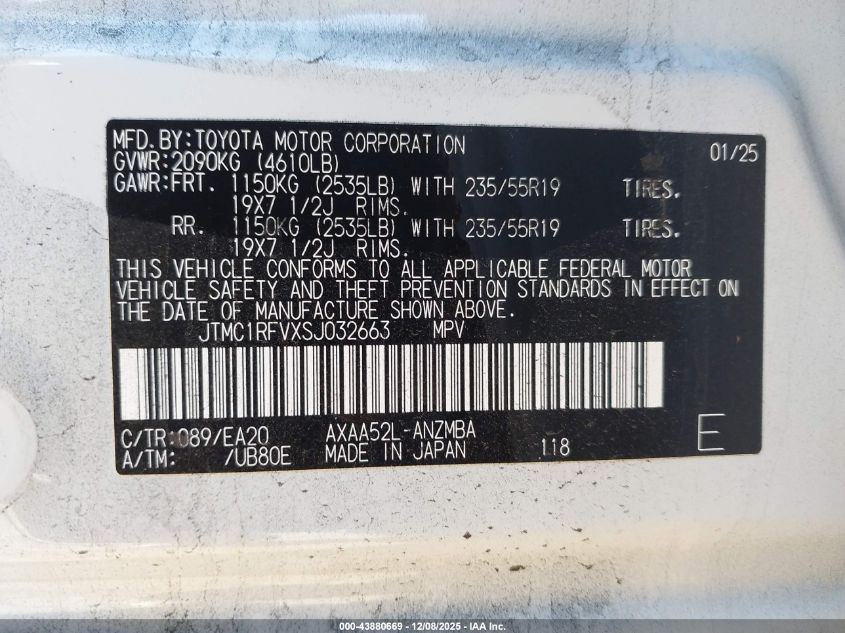 MFD.BY:TOYOTA MOTOR CORPORATION 01/25
GVWR:2090KG (4610LB)
GAWR:FRT. 1150KG (2535LB) WITH 235/55R19 TIRES.
19X7 1/2J RIMS.
RR. 1150KG (2535LB) WITH 235/55R19 TIRES.
19X7 1/2J RIMS.
THIS VEHICLE CONFORMS TO ALL APPLICABLE FEDERAL MOTOR
VEHICLE SAFETY AND THEFT PREVENTION STANDARDS IN EFFECT ON
THE DATE OF MANUFACTURE SHOWN ABOVE.
JTMC1RFVXSJ032663 MPV
C/TR:089/EA20 AXAA52L-ANZMBA
A/TM: /UB80E MADE IN JAPAN 118 E
000-43880669 - 12/08/2025 - IAA Inc.